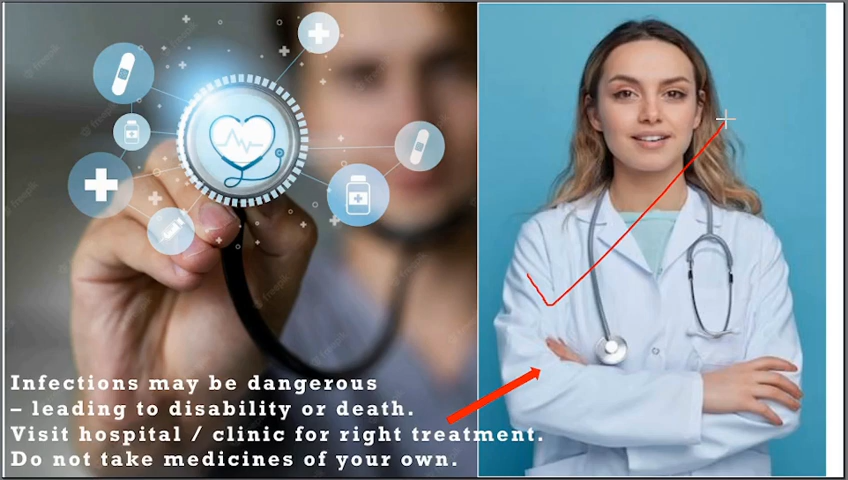 Infections may be dangerous
– leading to disability or death.
Visit hospital / clinic for right treatment.
Do not take medicines of your own.